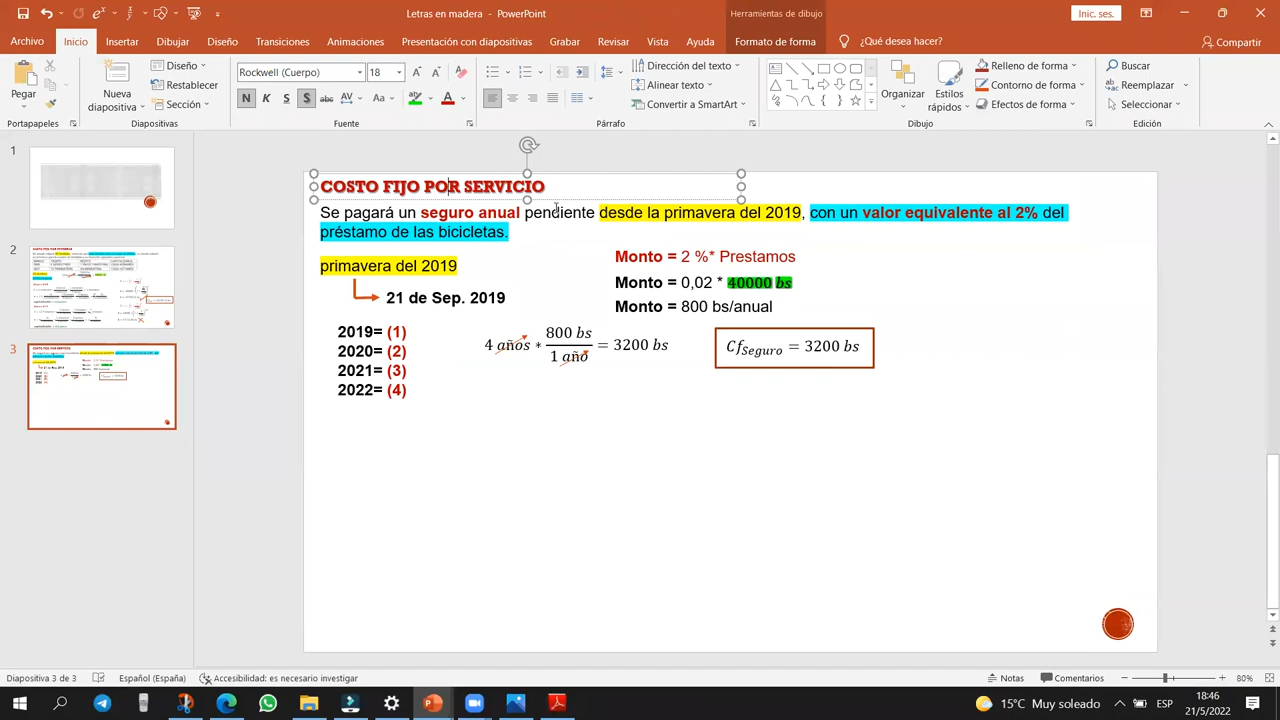 Letras en madera - PowerPoint
Herramientas de dibujo
Inic. ses.
Archivo Inicio Insertar Dibujar Diseño Transiciones Animaciones Presentación con diapositivas Grabar Revisar Vista Ayuda Formato de forma ¿Qué desea hacer? Compartir
Pegar
Nueva diapositiva
Diseño
Restablecer
Sección
Rockwell (Cuerpo) 18
N K S S abc AV Aa A
Dirección del texto
Alinear texto
Convertir a SmartArt
Organizar
Estilos rápidos
Relleno de forma
Contorno de forma
Efectos de forma
Buscar
Reemplazar
Seleccionar
Portapapeles Diapositivas Fuente Párrafo Dibujo Edición
1
2
3
COSTO FIJO POR SERVICIO
Se pagará un seguro anual pendiente desde la primavera del 2019, con un valor equivalente al 2% del
préstamo de las bicicletas.
primavera del 2019
21 de Sep. 2019
Monto = 2 %* Prestamos
Monto = 0,02 * 40000 bs
Monto = 800 bs/anual
2019= (1)
2020= (2)
2021= (3)
2022= (4)
4 años * 800 bs / 1 año = 3200 bs
Cf Seguro = 3200 bs
Diapositiva 3 de 3 Español (España) Accesibilidad: es necesario investigar Notas Comentarios 80%
15°C Muy soleado ESP 18:46
21/5/2022